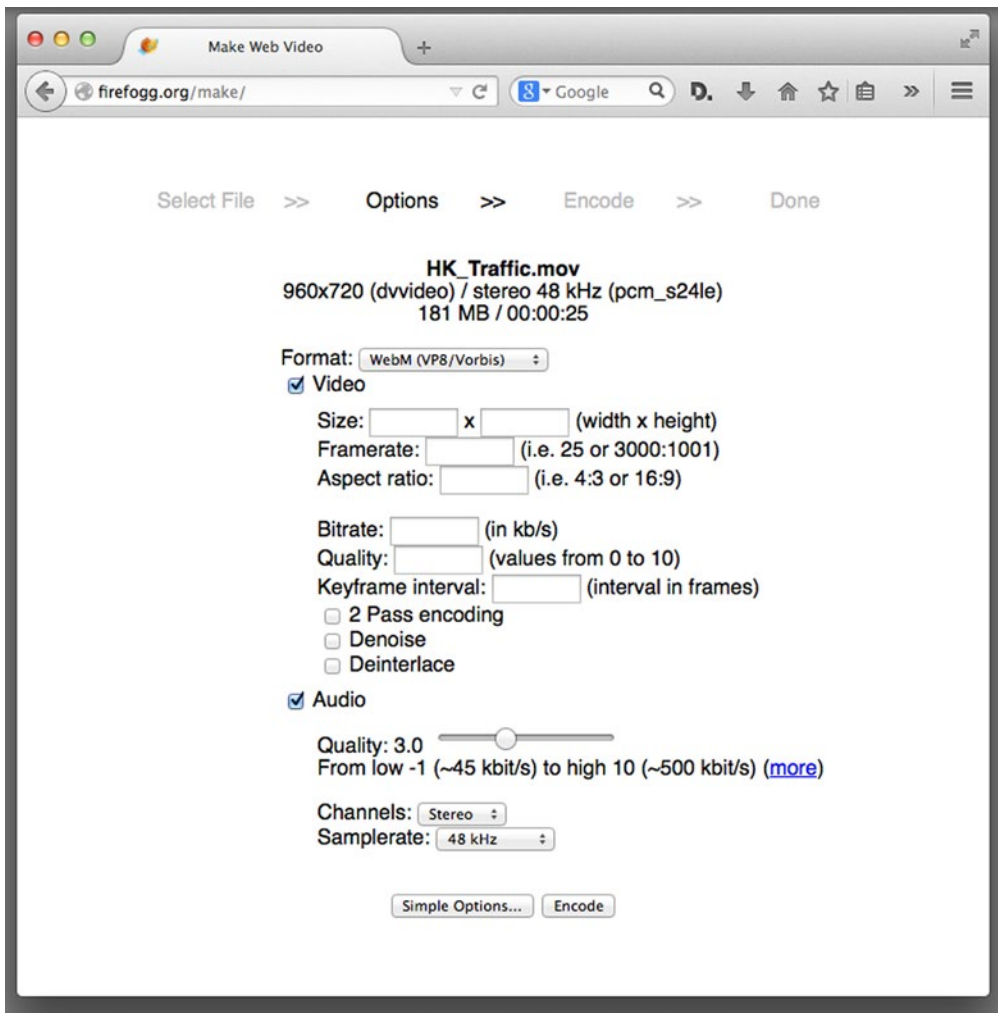 Make Web Video
firefogg.org/make/
Google
D.
Select File >> Options >> Encode >> Done
HK_Traffic.mov
960x720 (dvvideo) / stereo 48 kHz (pcm_s24le)
181 MB / 00:00:25
Format: WebM (VP8/Vorbis)
Video
Size: x (width x height)
Framerate: (i.e. 25 or 3000:1001)
Aspect ratio: (i.e. 4:3 or 16:9)
Bitrate: (in kb/s)
Quality: (values from 0 to 10)
Keyframe interval: (interval in frames)
2 Pass encoding
Denoise
Deinterlace
Audio
Quality: 3.0
From low -1 (~45 kbit/s) to high 10 (~500 kbit/s) (more)
Channels: Stereo
Samplerate: 48 kHz
Simple Options... Encode